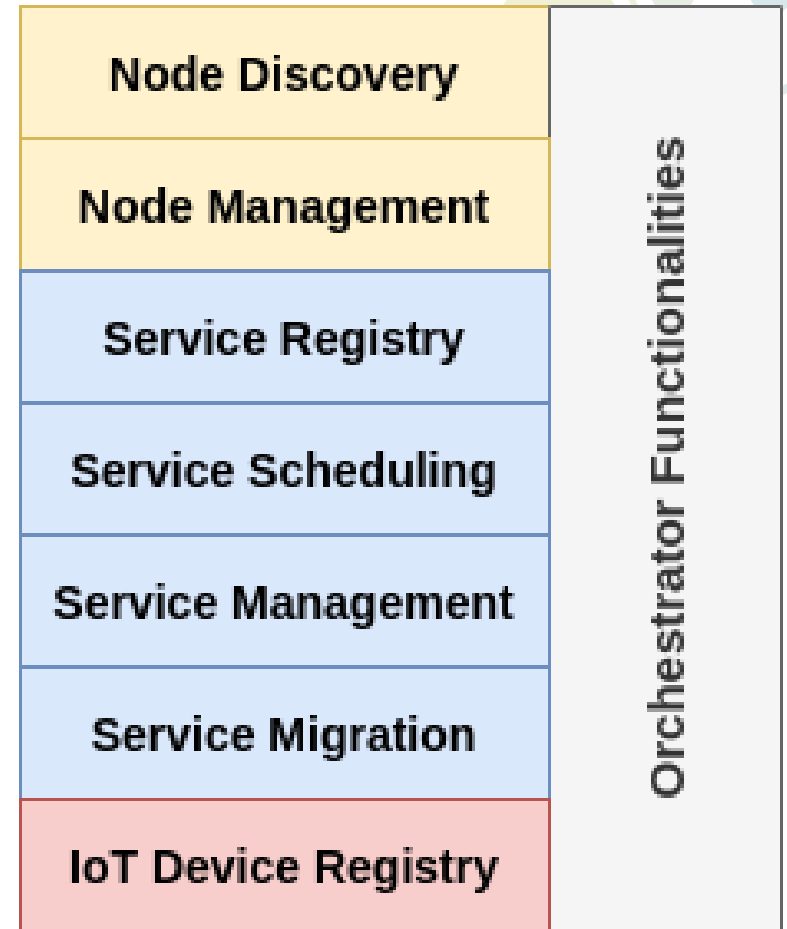 Node Discovery
Node Management
Service Registry
Service Scheduling
Service Management
Service Migration
IoT Device Registry
Orchestrator Functionalities